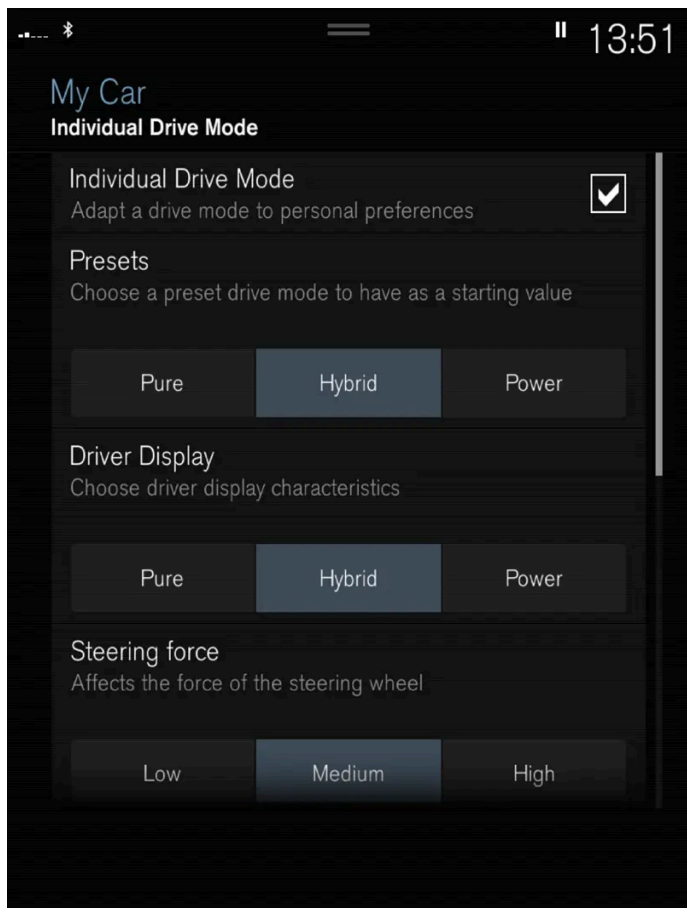 13:51
My Car
Individual Drive Mode
Individual Drive Mode
Adapt a drive mode to personal preferences
Presets
Choose a preset drive mode to have as a starting value
Pure Hybrid Power
Driver Display
Choose driver display characteristics
Pure Hybrid Power
Steering force
Affects the force of the steering wheel
Low Medium High